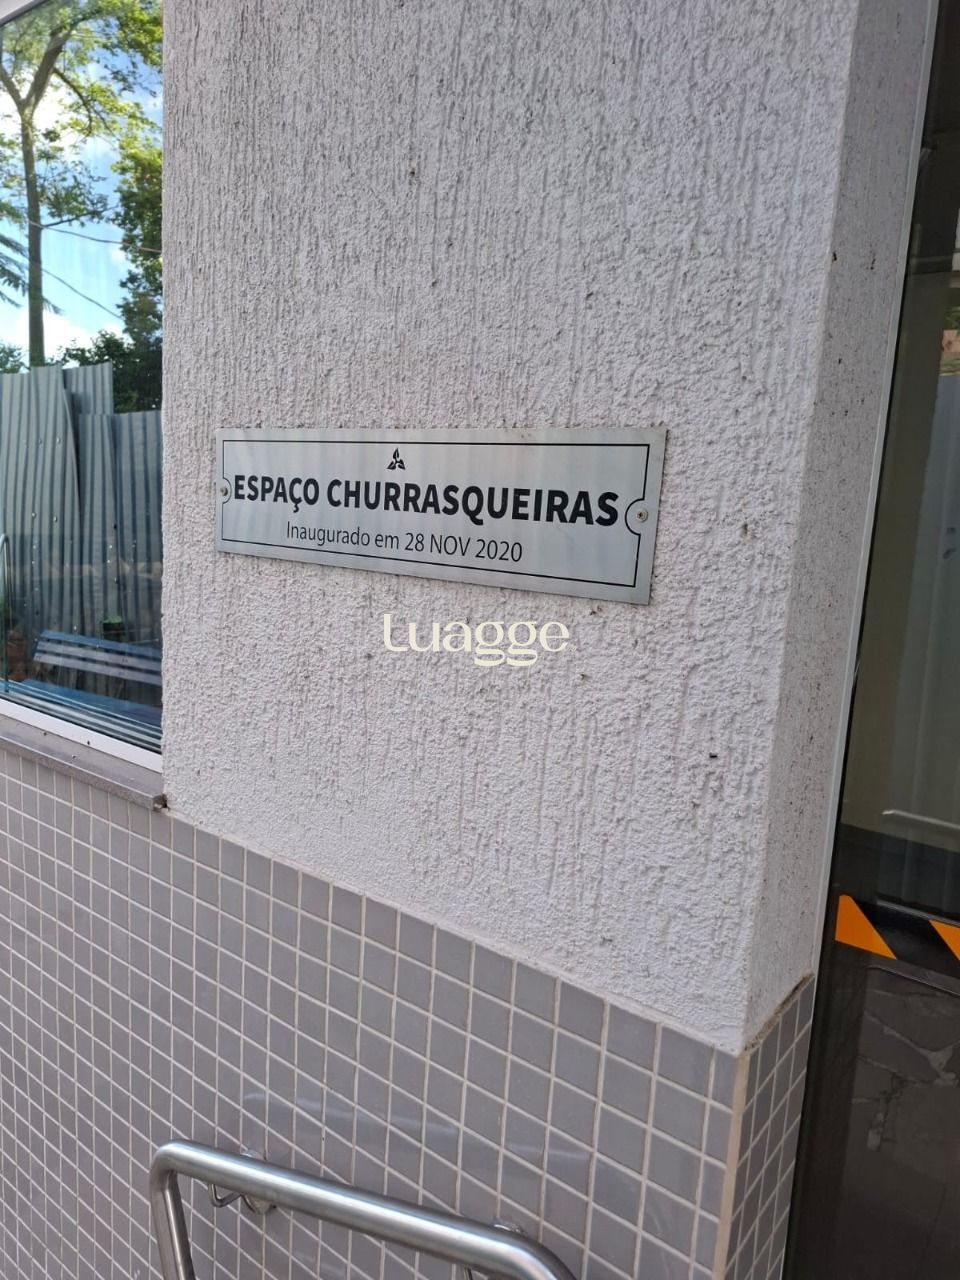 ESPAÇO CHURRASQUEIRAS
Inaugurado em 28 NOV 2020
Luagge